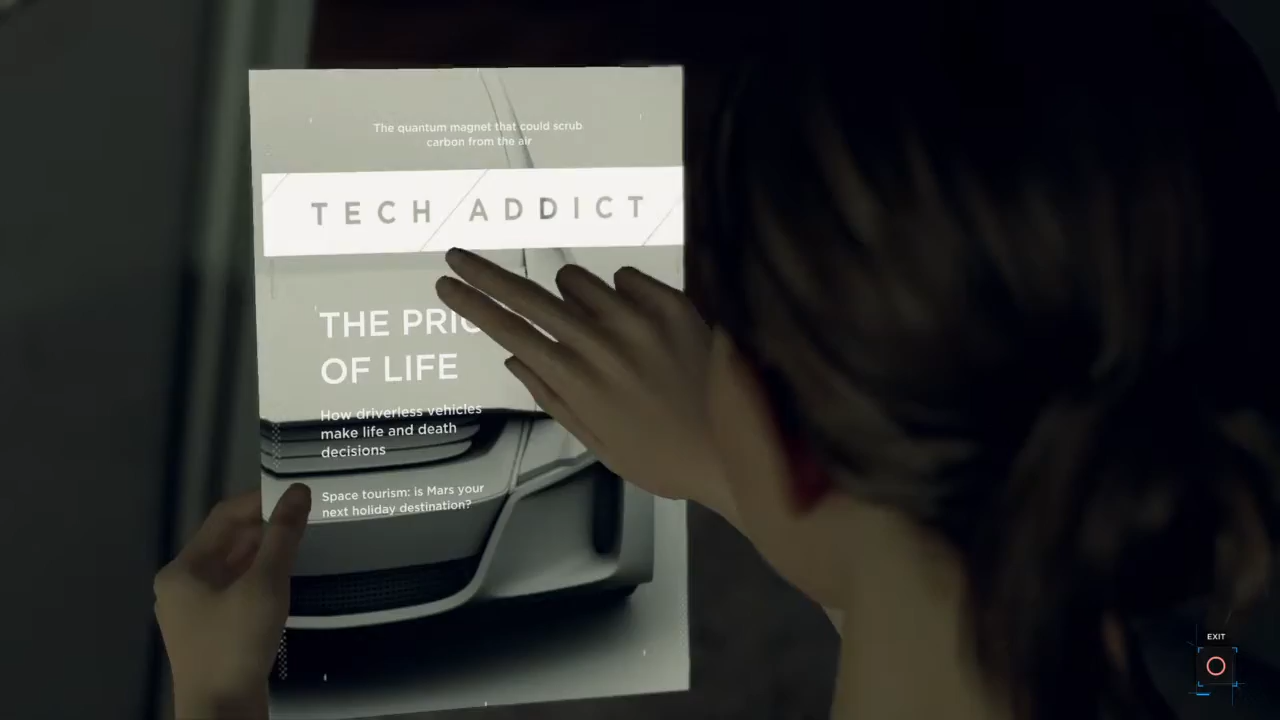 The quantum magnet that could scrub
carbon from the air
TECH ADDICT
THE
OF LIFE
How driverless vehicles
make life and death
decisions
Space tourism: is Mars your
next holiday destination?
EXIT